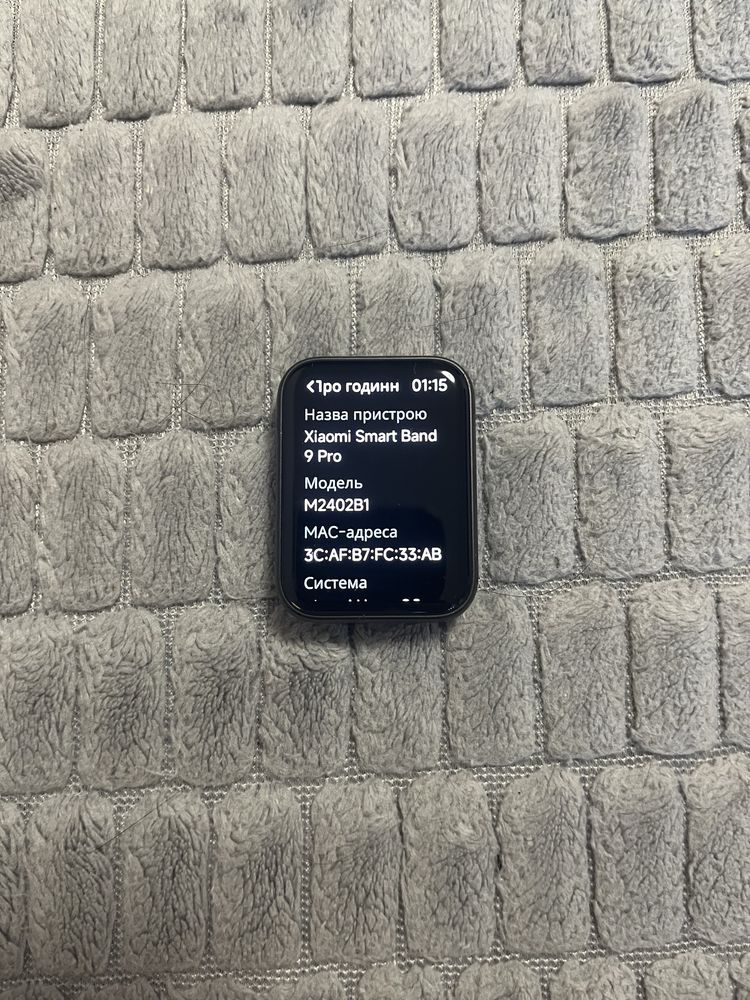 <Про годинн 01:15
Назва пристрою
Xiaomi Smart Band
9 Pro
Модель
M2402B1
MAC-адреса
3C:AF:B7:FC:33:AB
Система